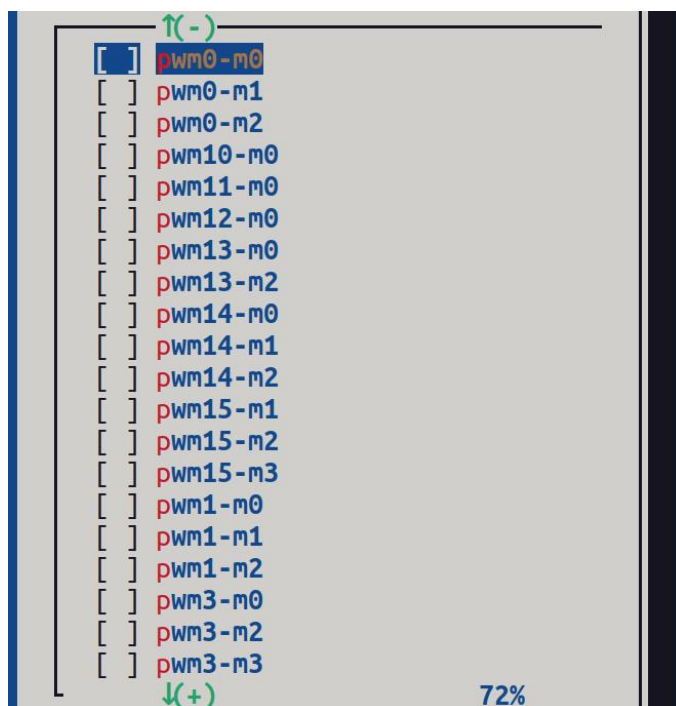 ↑(-)
[ ] pwm0-m0
[ ] pwm0-m1
[ ] pwm0-m2
[ ] pwm10-m0
[ ] pwm11-m0
[ ] pwm12-m0
[ ] pwm13-m0
[ ] pwm13-m2
[ ] pwm14-m0
[ ] pwm14-m1
[ ] pwm14-m2
[ ] pwm15-m1
[ ] pwm15-m2
[ ] pwm15-m3
[ ] pwm1-m0
[ ] pwm1-m1
[ ] pwm1-m2
[ ] pwm3-m0
[ ] pwm3-m2
[ ] pwm3-m3
↓(+) 72%